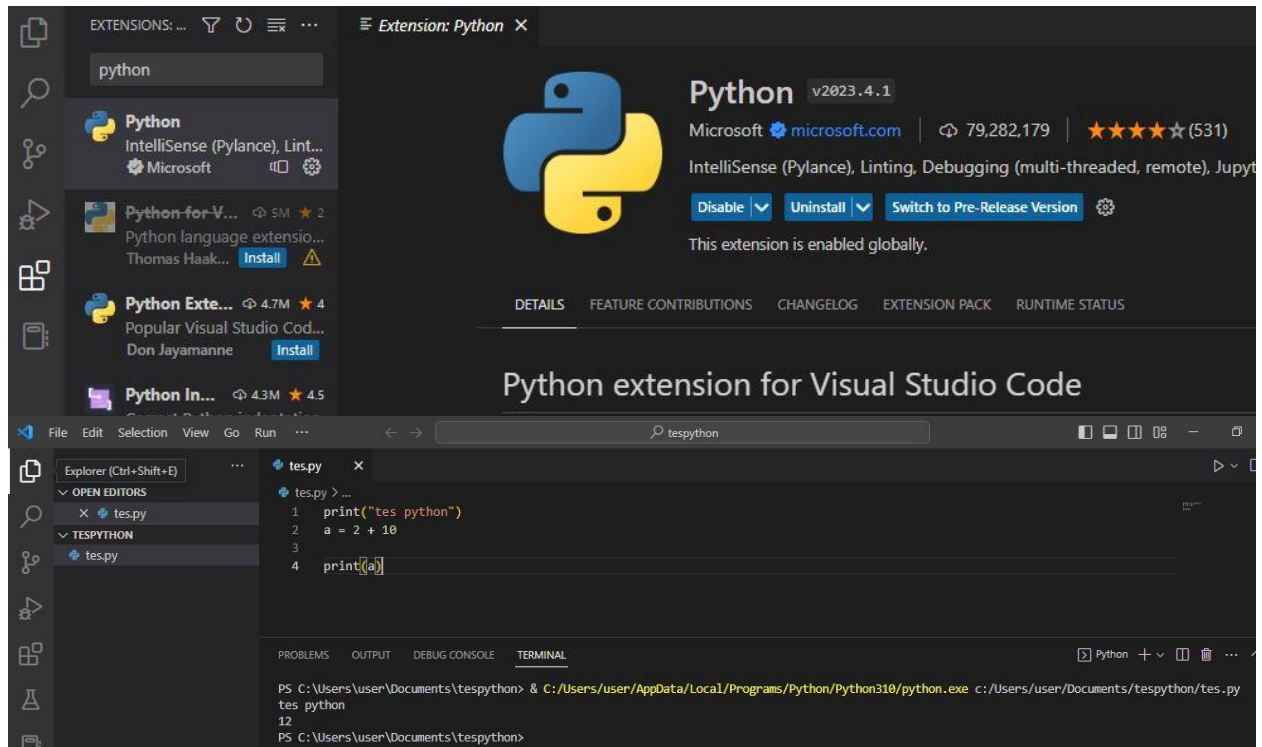 EXTENSIONS: ...
python
Python
IntelliSense (Pylance), Lint...
Microsoft
Python for V... 5M ★ 2
Python language extensio...
Thomas Haak... Install
Python Exte... 4.7M ★ 4
Popular Visual Studio Cod...
Don Jayamanne Install
Python In... 4.3M ★ 4.5
Extension: Python
Python v2023.4.1
Microsoft microsoft.com 79,282,179 ★★★★☆(531)
IntelliSense (Pylance), Linting, Debugging (multi-threaded, remote), Jupyt
Disable Uninstall Switch to Pre-Release Version
This extension is enabled globally.
DETAILS FEATURE CONTRIBUTIONS CHANGELOG EXTENSION PACK RUNTIME STATUS
Python extension for Visual Studio Code
File Edit Selection View Go Run ... tespython
Explorer (Ctrl+Shift+E) ...
OPEN EDITORS
tes.py
TESPYTHON
tes.py
tes.py
tes.py > ...
1 print("tes python")
2 a = 2 + 10
3
4 print(a)
PROBLEMS OUTPUT DEBUG CONSOLE TERMINAL Python
PS C:\Users\user\Documents\tespython> & C:/Users/user/AppData/Local/Programs/Python/Python310/python.exe c:/Users/user/Documents/tespython/tes.py
tes python
12
PS C:\Users\user\Documents\tespython>